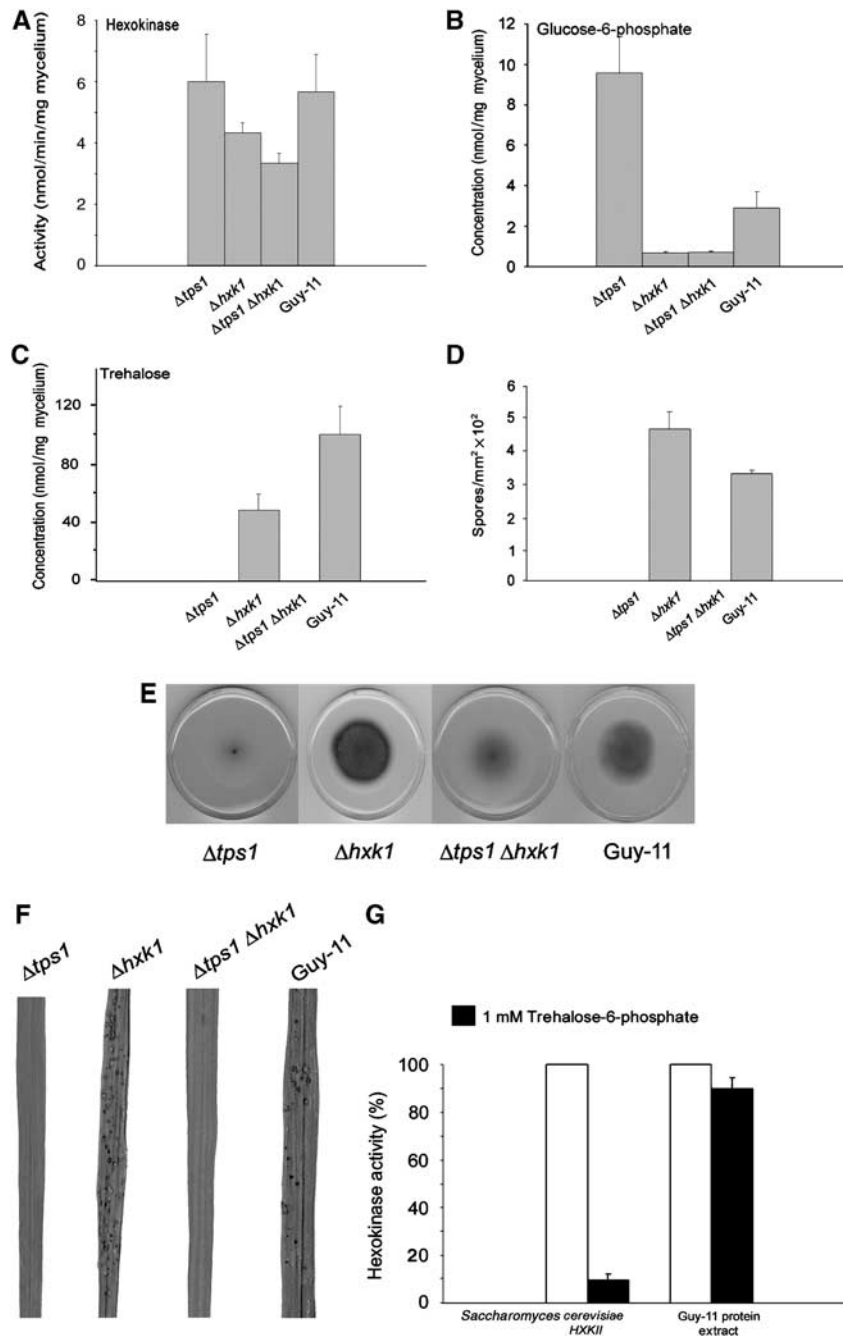 A
Hexokinase
Activity (nmol/min/mg mycelium)
8
6
4
2
0
Δtps1
Δhxk1
Δtps1 Δhxk1
Guy-11
B
Glucose-6-phosphate
Concentration (nmol/mg mycelium)
12
10
8
6
4
2
0
Δtps1
Δhxk1
Δtps1 Δhxk1
Guy-11
C
Trehalose
Concentration (nmol/mg mycelium)
120
80
40
0
Δtps1
Δhxk1
Δtps1 Δhxk1
Guy-11
D
Spores/mm² × 10²
6
5
4
3
2
1
0
Δtps1
Δhxk1
Δtps1 Δhxk1
Guy-11
E
Δtps1
Δhxk1
Δtps1 Δhxk1
Guy-11
F
Δtps1
Δhxk1
Δtps1 Δhxk1
Guy-11
G
1 mM Trehalose-6-phosphate
Hexokinase activity (%)
100
80
60
40
20
0
Saccharomyces cerevisiae
HXKII
Guy-11 protein
extract